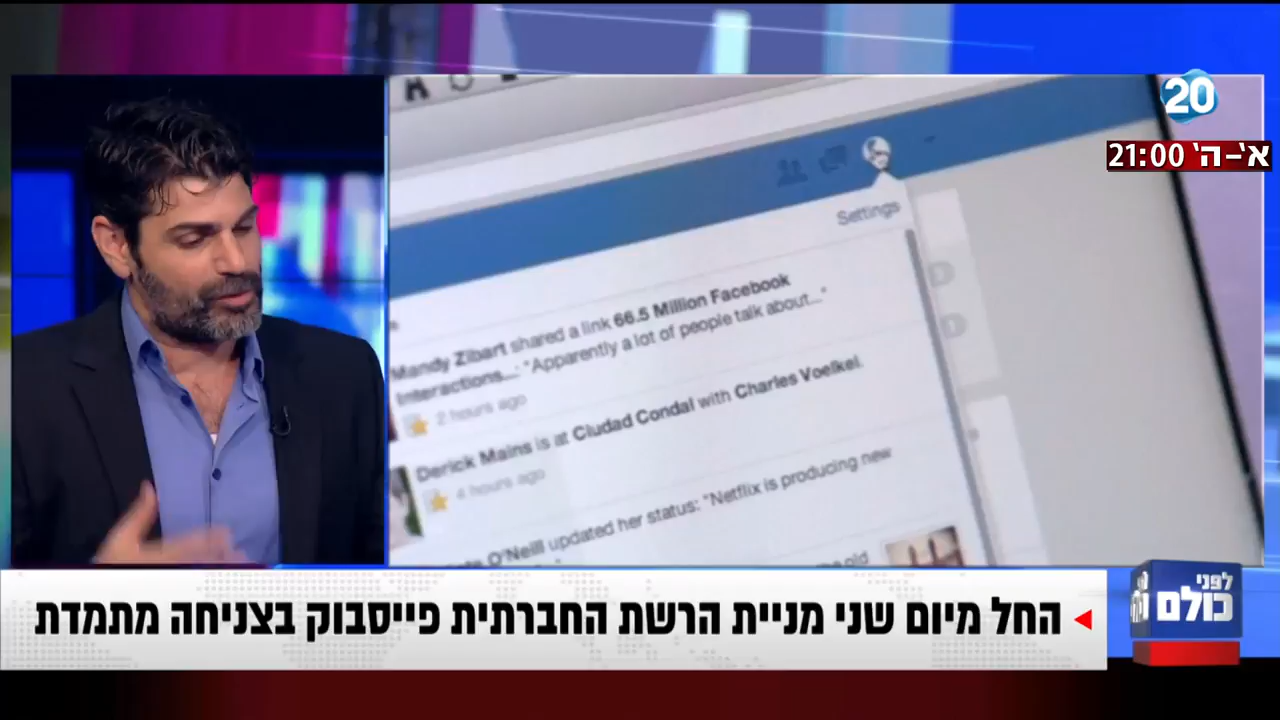 20
א'-ה' 21:00
Settings
Mandy Zibart shared a link 66.5 Million Facebook
Interactions...: "Apparently a lot of people talk about..."
2 hours ago
Derick Mains is at Ciudad Condal with Charles Voelkel.
4 hours ago
O'Neill updated her status: "Netflix is producing new
the old
החל מיום שני מניית הרשת החברתית פייסבוק בצניחה מתמדת
לפני
כולם